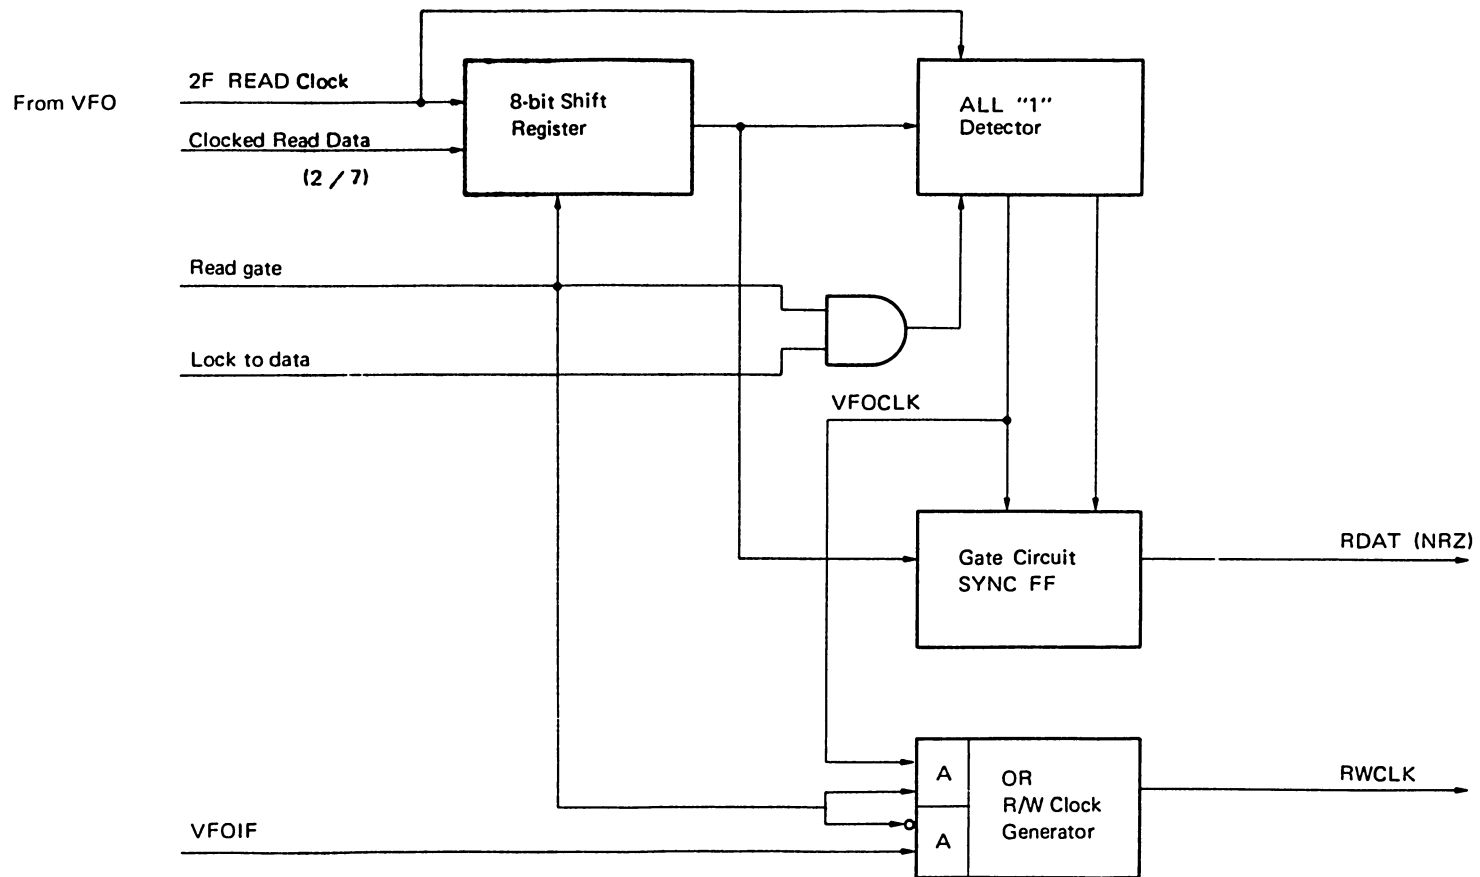 2F READ Clock
From VFO
8-bit Shift
Register
ALL "1"
Detector
Clocked Read Data
(2 / 7)
Read gate
Lock to data
VFOCLK
Gate Circuit
SYNC FF
RDAT (NRZ)
A
OR
R/W Clock
Generator
RWCLK
VFOIF
A